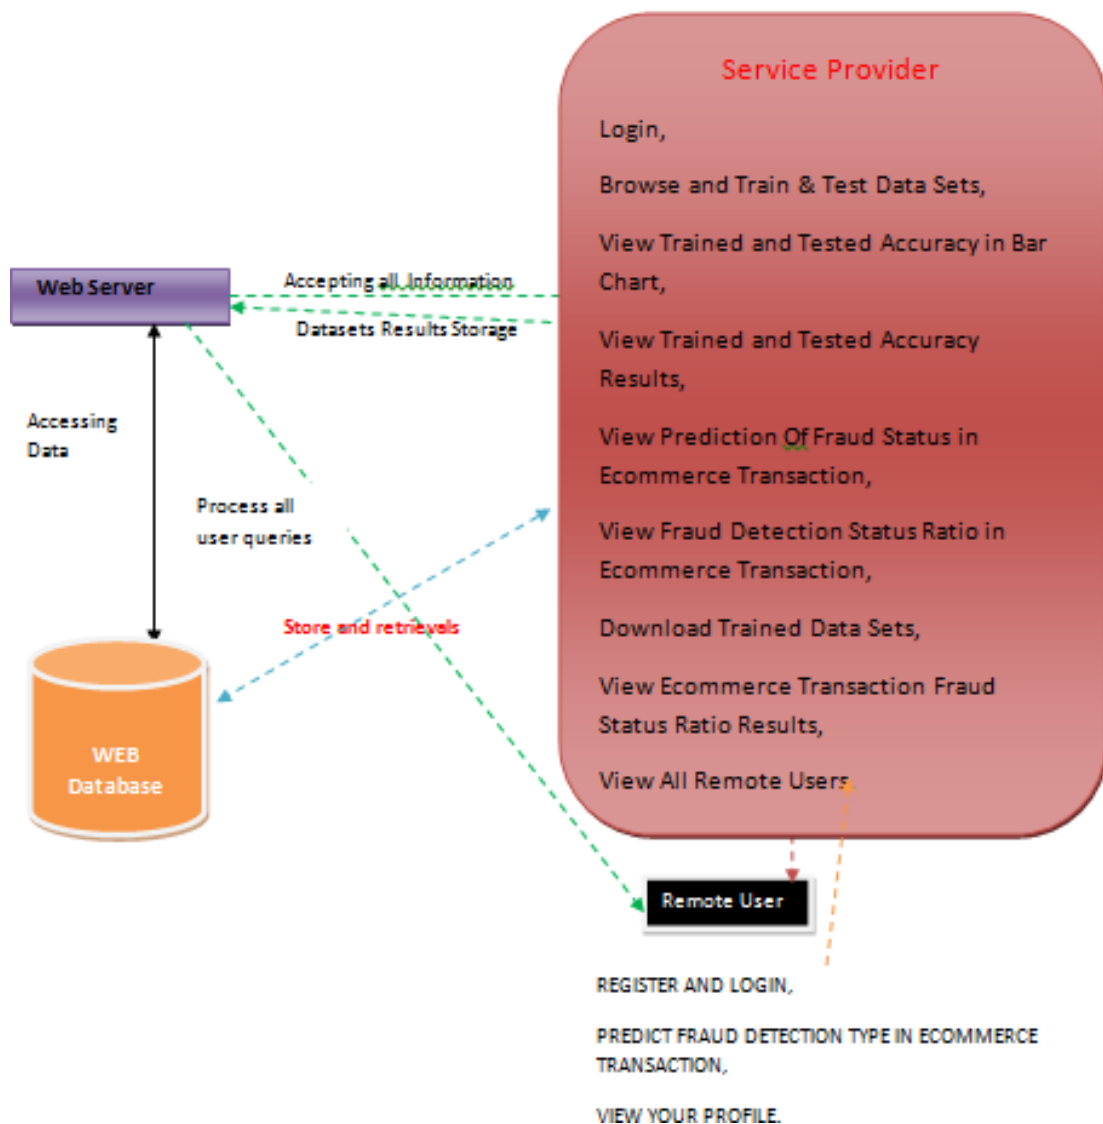 Service Provider
Login,
Browse and Train & Test Data Sets,
View Trained and Tested Accuracy in Bar
Chart,
View Trained and Tested Accuracy
Results,
View Prediction Of Fraud Status in
Ecommerce Transaction,
View Fraud Detection Status Ratio in
Ecommerce Transaction,
Download Trained Data Sets,
View Ecommerce Transaction Fraud
Status Ratio Results,
View All Remote Users.
Web Server
Accepting all Information
Datasets Results Storage
Accessing
Data
Process all
user queries
Store and retrievals
WEB
Database
Remote User
REGISTER AND LOGIN,
PREDICT FRAUD DETECTION TYPE IN ECOMMERCE
TRANSACTION,
VIEW YOUR PROFILE.